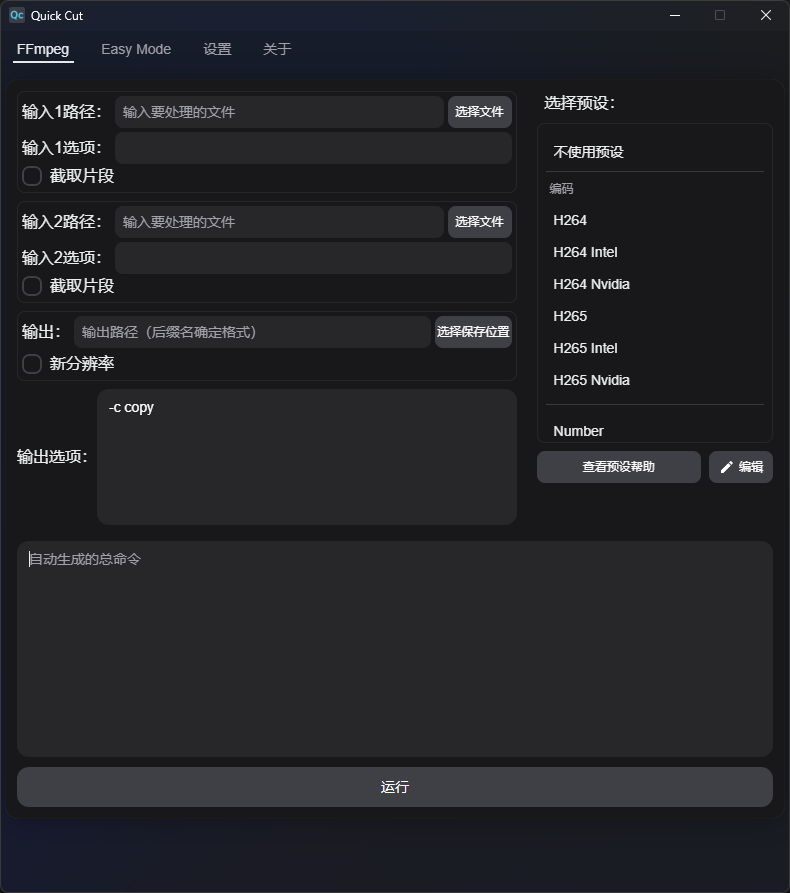 Qc Quick Cut
FFmpeg Easy Mode 设置 关于
输入1路径： 输入要处理的文件 选择文件
输入1选项：
截取片段
输入2路径： 输入要处理的文件 选择文件
输入2选项：
截取片段
输出： 输出路径（后缀名确定格式） 选择保存位置
新分辨率
输出选项： -c copy
选择预设：
不使用预设
编码
H264
H264 Intel
H264 Nvidia
H265
H265 Intel
H265 Nvidia
Number
查看预设帮助 编辑
自动生成的总命令
运行